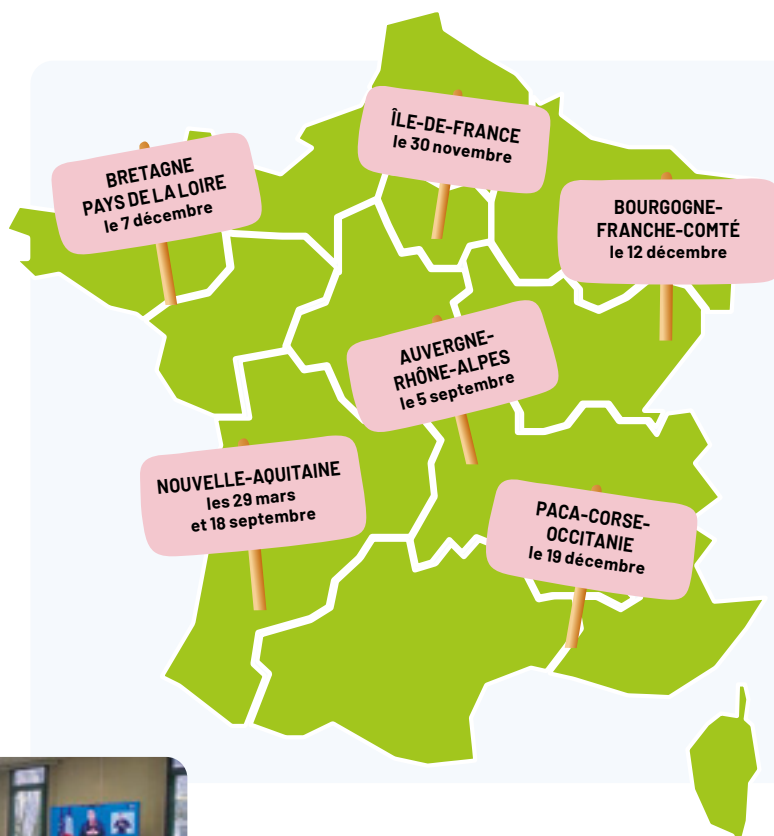 ÎLE-DE-FRANCE
le 30 novembre
BRETAGNE
PAYS DE LA LOIRE
le 7 décembre
BOURGOGNE-
FRANCHE-COMTÉ
le 12 décembre
AUVERGNE-
RHÔNE-ALPES
le 5 septembre
NOUVELLE-AQUITAINE
les 29 mars
et 18 septembre
PACA-CORSE-
OCCITANIE
le 19 décembre